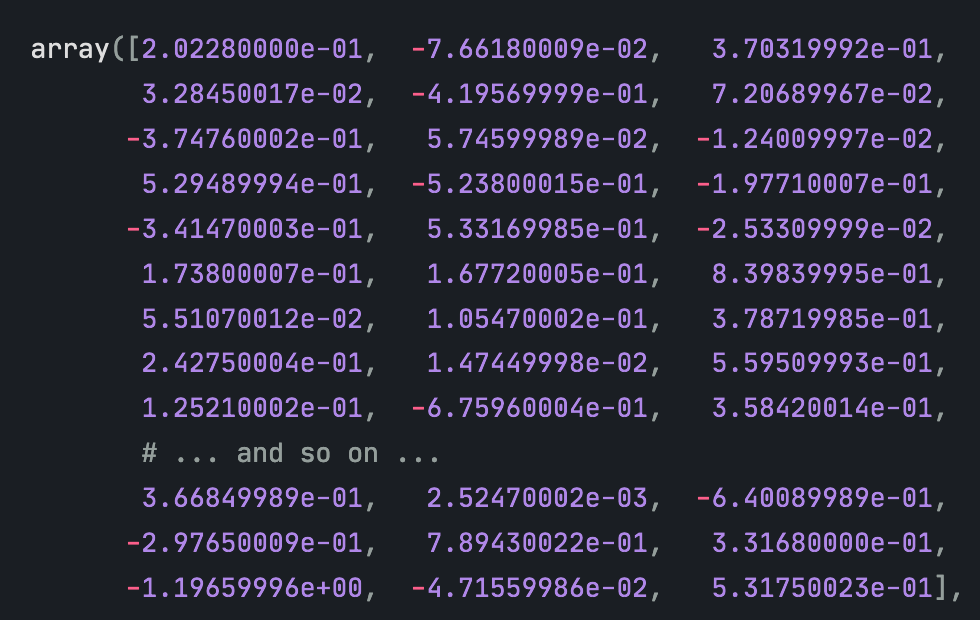 array([2.02280000e-01, -7.66180009e-02, 3.70319992e-01,
3.28450017e-02, -4.19569999e-01, 7.20689967e-02,
-3.74760002e-01, 5.74599989e-02, -1.24009997e-02,
5.29489994e-01, -5.23800015e-01, -1.97710007e-01,
-3.41470003e-01, 5.33169985e-01, -2.53309999e-02,
1.73800007e-01, 1.67720005e-01, 8.39839995e-01,
5.51070012e-02, 1.05470002e-01, 3.78719985e-01,
2.42750004e-01, 1.47449998e-02, 5.59509993e-01,
1.25210002e-01, -6.75960004e-01, 3.58420014e-01,
# ... and so on ...
3.66849989e-01, 2.52470002e-03, -6.40089989e-01,
-2.97650009e-01, 7.89430022e-01, 3.31680000e-01,
-1.19659996e+00, -4.71559986e-02, 5.31750023e-01],